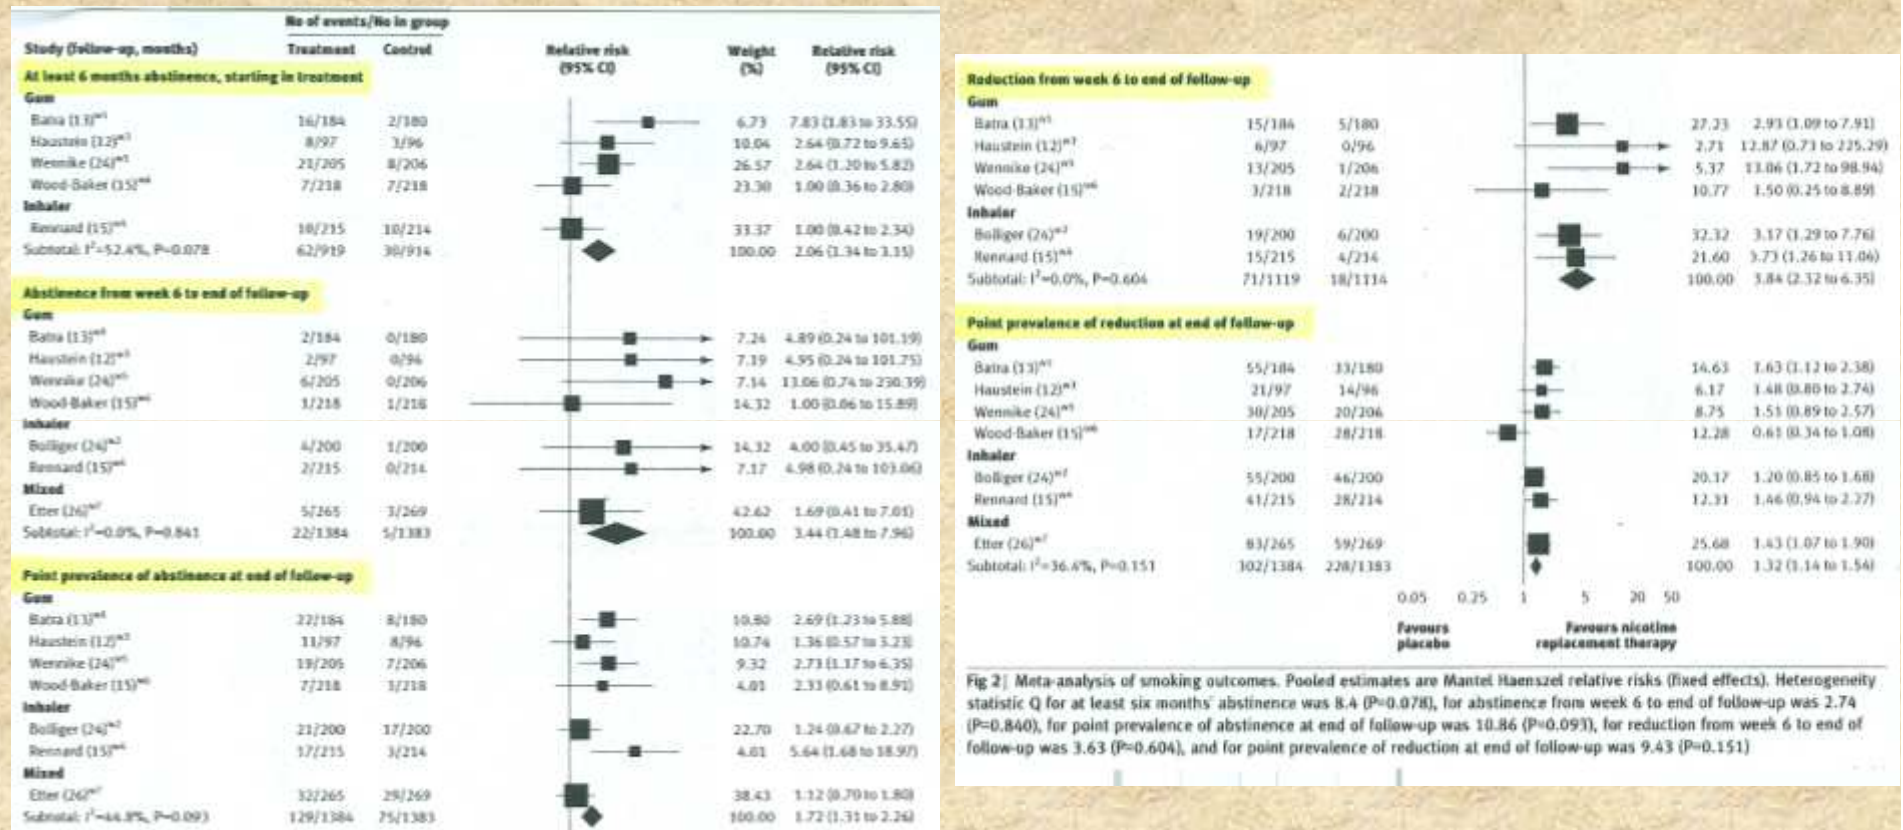 No of events/No in group
Study (follow-up, months) Treatment Control Relative risk (95% CI) Weight (%) Relative risk (95% CI)
At least 6 months abstinence, starting in treatment
Gum
Batra (13) 16/184 2/180 6.73 7.83 (1.83 to 33.55)
Haustein (12) 8/97 3/96 10.04 2.64 (0.72 to 9.65)
Wennike (24) 21/205 8/206 26.57 2.64 (1.20 to 5.82)
Wood-Baker (15) 7/218 7/218 23.30 1.00 (0.36 to 2.80)
Inhaler
Rennard (15) 10/215 10/214 33.37 1.00 (0.42 to 2.34)
Subtotal: I²=52.4%, P=0.078 62/919 30/914 100.00 2.06 (1.34 to 3.15)
Abstinence from week 6 to end of follow-up
Gum
Batra (13) 2/184 0/180 7.24 4.89 (0.24 to 101.19)
Haustein (12) 2/97 0/96 7.19 4.95 (0.24 to 101.75)
Wennike (24) 6/205 0/206 7.14 13.06 (0.74 to 230.39)
Wood-Baker (15) 1/218 1/218 14.32 1.00 (0.06 to 15.89)
Inhaler
Bolliger (24) 4/200 1/200 14.32 4.00 (0.45 to 35.47)
Rennard (15) 2/215 0/214 7.17 4.98 (0.24 to 103.06)
Mixed
Etter (26) 5/265 3/269 42.62 1.69 (0.41 to 7.01)
Subtotal: I²=0.0%, P=0.841 22/1384 5/1383 100.00 3.44 (1.48 to 7.96)
Point prevalence of abstinence at end of follow-up
Gum
Batra (13) 22/184 8/180 10.80 2.69 (1.23 to 5.88)
Haustein (12) 11/97 8/96 10.74 1.36 (0.57 to 3.23)
Wennike (24) 19/205 7/206 9.32 2.73 (1.17 to 6.35)
Wood-Baker (15) 7/218 3/218 4.01 2.33 (0.61 to 8.91)
Inhaler
Bolliger (24) 21/200 17/200 22.70 1.24 (0.67 to 2.27)
Rennard (15) 17/215 3/214 4.01 5.64 (1.68 to 18.97)
Mixed
Etter (26) 32/265 29/269 38.43 1.12 (0.70 to 1.80)
Subtotal: I²=44.8%, P=0.093 129/1384 75/1383 100.00 1.72 (1.31 to 2.26)
Reduction from week 6 to end of follow-up
Gum
Batra (13) 15/184 5/180 27.23 2.93 (1.09 to 7.91)
Haustein (12) 6/97 0/96 2.71 12.87 (0.73 to 225.29)
Wennike (24) 13/205 1/206 5.37 13.06 (1.72 to 98.94)
Wood-Baker (15) 3/218 2/218 10.77 1.50 (0.25 to 8.89)
Inhaler
Bolliger (24) 19/200 6/200 32.32 3.17 (1.29 to 7.76)
Rennard (15) 15/215 4/214 21.60 3.73 (1.26 to 11.06)
Subtotal: I²=0.0%, P=0.604 71/1119 18/1114 100.00 3.84 (2.32 to 6.35)
Point prevalence of reduction at end of follow-up
Gum
Batra (13) 55/184 33/180 14.63 1.63 (1.12 to 2.38)
Haustein (12) 21/97 14/96 6.17 1.48 (0.80 to 2.74)
Wennike (24) 30/205 20/206 8.75 1.51 (0.89 to 2.57)
Wood-Baker (15) 17/218 28/218 12.28 0.61 (0.34 to 1.08)
Inhaler
Bolliger (24) 55/200 46/200 20.17 1.20 (0.85 to 1.68)
Rennard (15) 41/215 28/214 12.31 1.46 (0.94 to 2.27)
Mixed
Etter (26) 83/265 59/269 25.68 1.43 (1.07 to 1.90)
Subtotal: I²=36.4%, P=0.151 302/1384 228/1383 100.00 1.32 (1.14 to 1.54)
0.05 0.25 1 5 20 50
Favours placebo Favours nicotine replacement therapy
Fig 2| Meta-analysis of smoking outcomes. Pooled estimates are Mantel Haenszel relative risks (fixed effects). Heterogeneity
statistic Q for at least six months' abstinence was 8.4 (P=0.078), for abstinence from week 6 to end of follow-up was 2.74
(P=0.840), for point prevalence of abstinence at end of follow-up was 10.86 (P=0.093), for reduction from week 6 to end of
follow-up was 3.63 (P=0.604), and for point prevalence of reduction at end of follow-up was 9.43 (P=0.151)